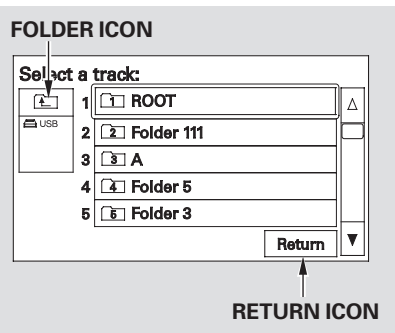 FOLDER ICON
Select a track:
1 1 ROOT
USB
2 2 Folder 111
3 3 A
4 4 Folder 5
5 5 Folder 3
Return
RETURN ICON